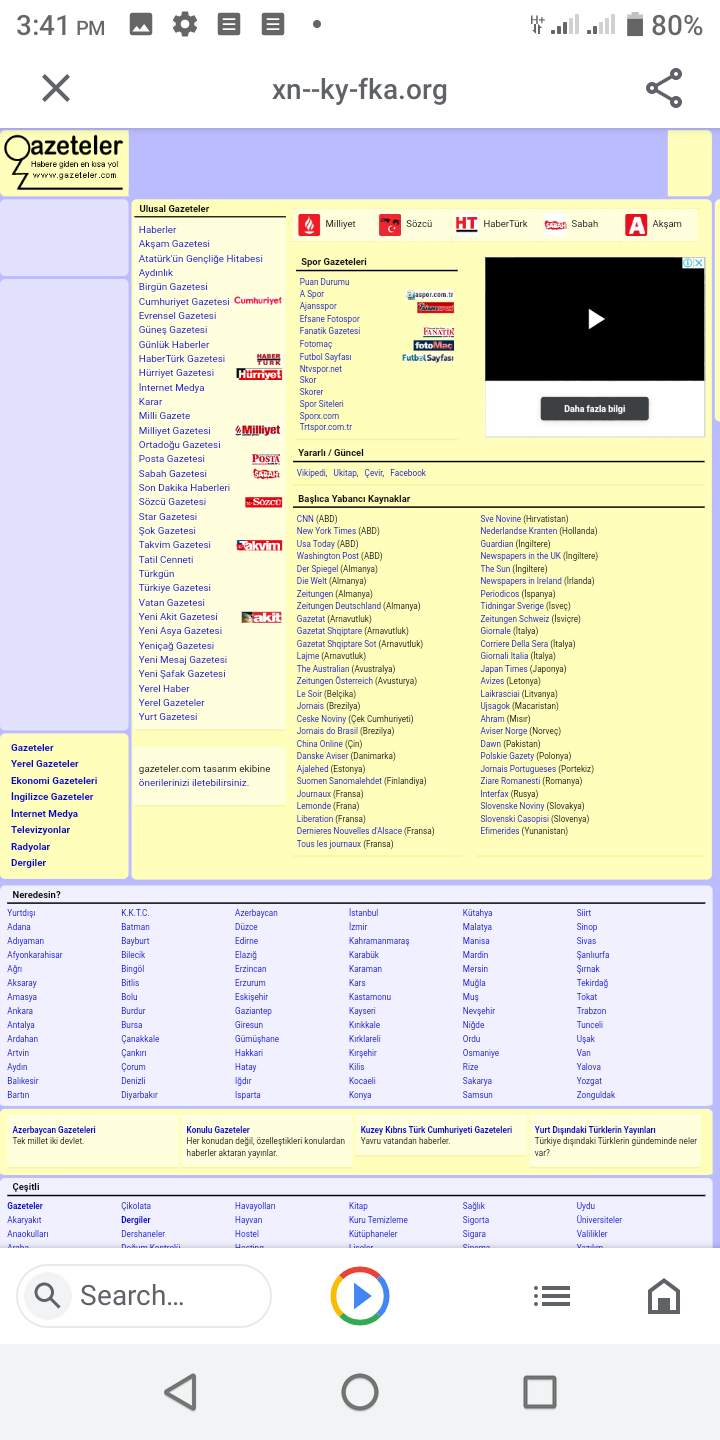 3:41 PM
80%
xn--ky-fka.org
Gazeteler
Habere giden en kısa yol
www.gazeteler.com
Ulusal Gazeteler
Haberler
Akşam Gazetesi
Atatürk'ün Gençliğe Hitabesi
Aydınlık
Birgün Gazetesi
Cumhuriyet Gazetesi Cumhuriyet
Evrensel Gazetesi
Güneş Gazetesi
Günlük Haberler
HaberTürk Gazetesi HABER TÜRK
Hürriyet Gazetesi Hürriyet
İnternet Medya
Karar
Milli Gazete
Milliyet Gazetesi Milliyet
Ortadoğu Gazetesi
Posta Gazetesi POSTA
Sabah Gazetesi SABAH
Son Dakika Haberleri
Sözcü Gazetesi SÖZCÜ
Star Gazetesi
Şok Gazetesi
Takvim Gazetesi Takvim
Tatil Cenneti
Türkgün
Türkiye Gazetesi
Vatan Gazetesi
Yeni Akit Gazetesi akit
Yeni Asya Gazetesi
Yeniçağ Gazetesi
Yeni Mesaj Gazetesi
Yeni Şafak Gazetesi
Yerel Haber
Yerel Gazeteler
Yurt Gazetesi
gazeteler.com tasarım ekibine
önerilerinizi iletebilirsiniz.
Milliyet Sözcü HT HaberTürk SABAH Sabah A Akşam
Spor Gazeteleri
Puan Durumu
A Spor aspor.com.tr
Ajansspor
Efsane Fotospor
Fanatik Gazetesi FANATİK
Fotomaç fotoMaç
Futbol Sayfası FutbolSayfası
Ntvspor.net
Skor
Skorer
Spor Siteleri
Sporx.com
Trtspor.com.tr
Daha fazla bilgi
Yararlı / Güncel
Vikipedi, Ukitap, Çevir, Facebook
Başlıca Yabancı Kaynaklar
CNN (ABD)
New York Times (ABD)
Usa Today (ABD)
Washington Post (ABD)
Der Spiegel (Almanya)
Die Welt (Almanya)
Zeitungen (Almanya)
Zeitungen Deutschland (Almanya)
Gazetat (Arnavutluk)
Gazetat Shqiptare (Arnavutluk)
Gazetat Shqiptare Sot (Arnavutluk)
Lajme (Arnavutluk)
The Australian (Avustralya)
Zeitungen Österreich (Avusturya)
Le Soir (Belçika)
Jornais (Brezilya)
Ceske Noviny (Çek Cumhuriyeti)
Jornais do Brasil (Brezilya)
China Online (Çin)
Danske Aviser (Danimarka)
Ajalehed (Estonya)
Suomen Sanomalehdet (Finlandiya)
Journaux (Fransa)
Lemonde (Frana)
Liberation (Fransa)
Dernieres Nouvelles d'Alsace (Fransa)
Tous les journaux (Fransa)
Sve Novine (Hırvatistan)
Nederlandse Kranten (Hollanda)
Guardian (İngiltere)
Newspapers in the UK (İngiltere)
The Sun (İngiltere)
Newspapers in Ireland (İrlanda)
Periodicos (İspanya)
Tidningar Sverige (İsveç)
Zeitungen Schweiz (İsviçre)
Giornale (İtalya)
Corriere Della Sera (İtalya)
Giornali Italia (İtalya)
Japan Times (Japonya)
Avizes (Letonya)
Laikrasciai (Litvanya)
Ujsagok (Macaristan)
Ahram (Mısır)
Aviser Norge (Norveç)
Dawn (Pakistan)
Polskie Gazety (Polonya)
Jornais Portugueses (Portekiz)
Ziare Romanesti (Romanya)
Interfax (Rusya)
Slovenske Noviny (Slovakya)
Slovenski Casopisi (Slovenya)
Efimerides (Yunanistan)
Gazeteler
Yerel Gazeteler
Ekonomi Gazeteleri
İngilizce Gazeteler
İnternet Medya
Televizyonlar
Radyolar
Dergiler
Neredesin?
Yurtdışı K.K.T.C. Azerbaycan İstanbul Kütahya Siirt
Adana Batman Düzce İzmir Malatya Sinop
Adıyaman Bayburt Edirne Kahramanmaraş Manisa Sivas
Afyonkarahisar Bilecik Elazığ Karabük Mardin Şanlıurfa
Ağrı Bingöl Erzincan Karaman Mersin Şırnak
Aksaray Bitlis Erzurum Kars Muğla Tekirdağ
Amasya Bolu Eskişehir Kastamonu Muş Tokat
Ankara Burdur Gaziantep Kayseri Nevşehir Trabzon
Antalya Bursa Giresun Kırıkkale Niğde Tunceli
Ardahan Çanakkale Gümüşhane Kırklareli Ordu Uşak
Artvin Çankırı Hakkari Kırşehir Osmaniye Van
Aydın Çorum Hatay Kilis Rize Yalova
Balıkesir Denizli Iğdır Kocaeli Sakarya Yozgat
Bartın Diyarbakır Isparta Konya Samsun Zonguldak
Azerbaycan Gazeteleri
Tek millet iki devlet.
Konulu Gazeteler
Her konudan değil, özelleştikleri konulardan
haberler aktaran yayınlar.
Kuzey Kıbrıs Türk Cumhuriyeti Gazeteleri
Yavru vatandan haberler.
Yurt Dışındaki Türklerin Yayınları
Türkiye dışındaki Türklerin gündeminde neler
var?
Çeşitli
Gazeteler Çikolata Havayolları Kitap Sağlık Uydu
Akaryakıt Dergiler Hayvan Kuru Temizleme Sigorta Üniversiteler
Anaokulları Dershaneler Hostel Kütüphaneler Sigara Valilikler
Search...